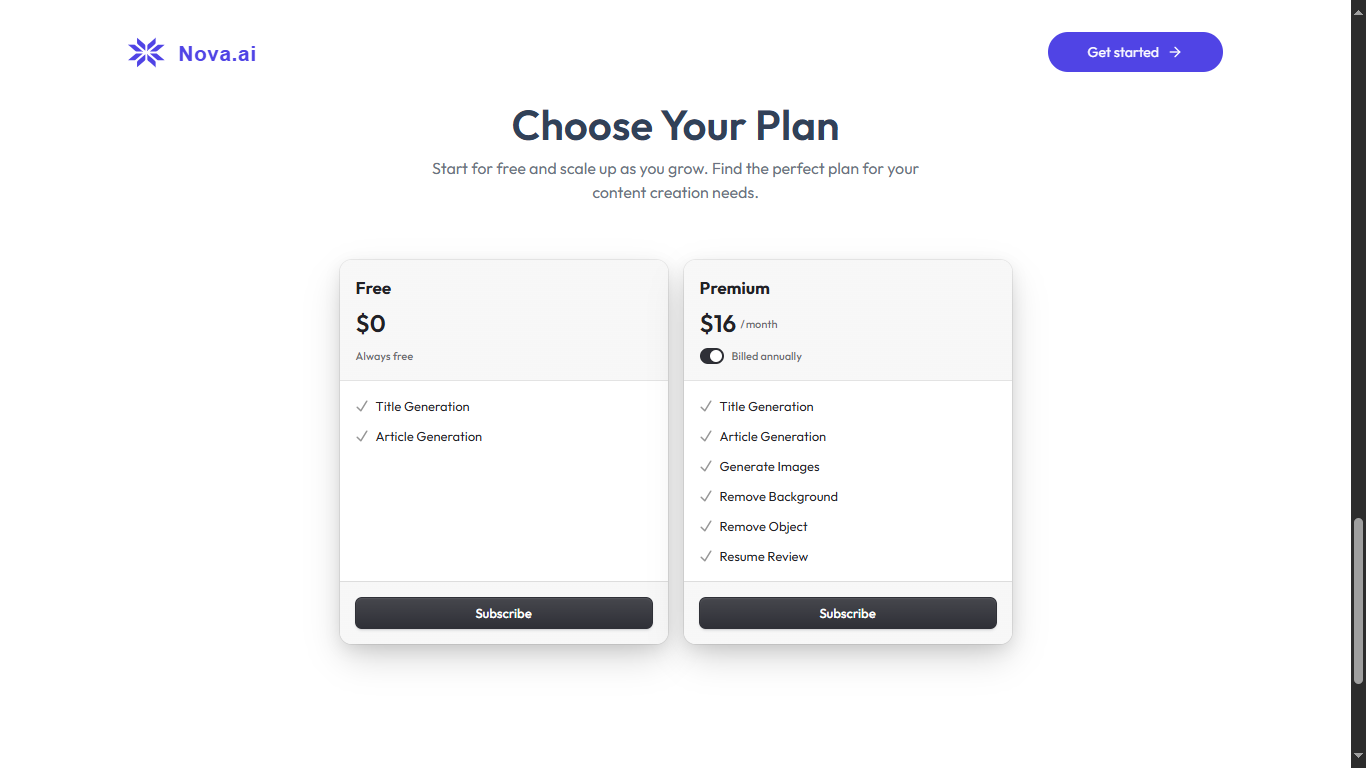 Nova.ai
Get started
Choose Your Plan
Start for free and scale up as you grow. Find the perfect plan for your
content creation needs.
Free
$0
Always free
Title Generation
Article Generation
Subscribe
Premium
$16 /month
Billed annually
Title Generation
Article Generation
Generate Images
Remove Background
Remove Object
Resume Review
Subscribe